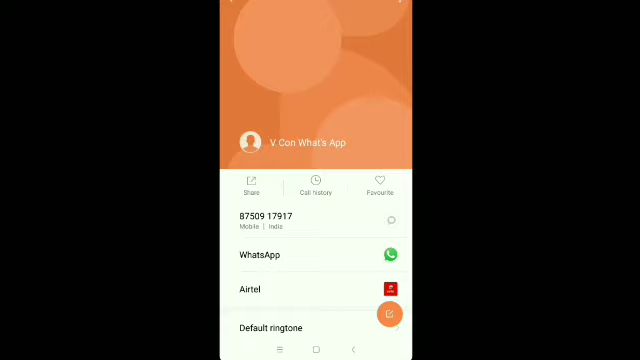 V Con What's App
Share
Call history
Favourite
87509 17917
Mobile | India
WhatsApp
Airtel
Default ringtone